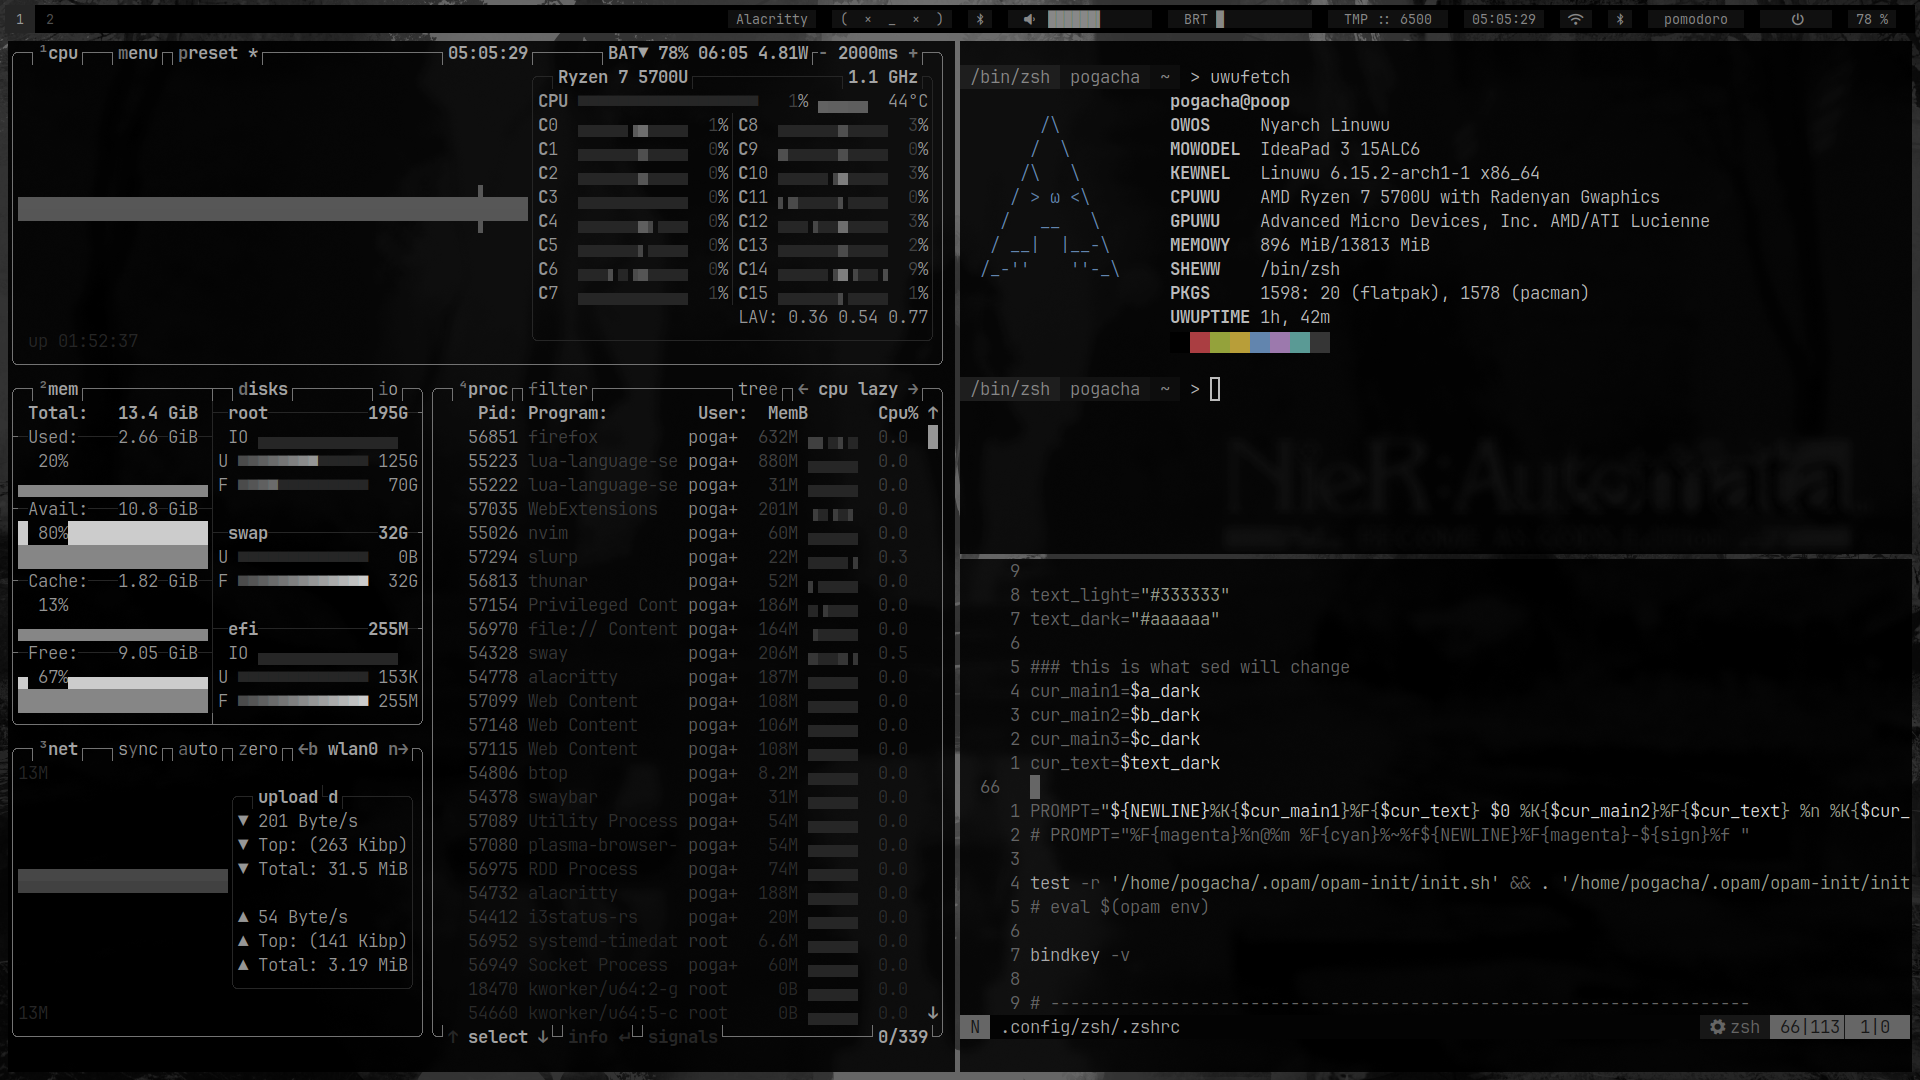 1 2 Alacritty ( × _ × ) BRT TMP :: 6500 05:05:29 pomodoro 78 %
¹cpu menu preset * 05:05:29 BAT▼ 78% 06:05 4.81W - 2000ms +
Ryzen 7 5700U 1.1 GHz
CPU 1% 44°C
C0 1% C8 3%
C1 0% C9 0%
C2 0% C10 3%
C3 0% C11 0%
C4 0% C12 3%
C5 0% C13 2%
C6 0% C14 9%
C7 1% C15 1%
LAV: 0.36 0.54 0.77
up 01:52:37
²mem disks io
Total: 13.4 GiB root 195G
Used: 2.66 GiB IO
20% U 125G
F 70G
Avail: 10.8 GiB
80% swap 32G
U 0B
Cache: 1.82 GiB F 32G
13%
efi 255M
Free: 9.05 GiB IO
67% U 153K
F 255M
³net sync auto zero ←b wlan0 n→
13M
upload d
▼ 201 Byte/s
▼ Top: (263 Kibp)
▼ Total: 31.5 MiB
▲ 54 Byte/s
▲ Top: (141 Kibp)
▲ Total: 3.19 MiB
13M
⁴proc filter tree ← cpu lazy →
Pid: Program: User: MemB Cpu% ↑
56851 firefox poga+ 632M 0.0
55223 lua-language-se poga+ 880M 0.0
55222 lua-language-se poga+ 31M 0.0
57035 WebExtensions poga+ 201M 0.0
55026 nvim poga+ 60M 0.0
57294 slurp poga+ 22M 0.3
56813 thunar poga+ 52M 0.0
57154 Privileged Cont poga+ 186M 0.0
56970 file:// Content poga+ 164M 0.0
54328 sway poga+ 206M 0.5
54778 alacritty poga+ 187M 0.0
57099 Web Content poga+ 108M 0.0
57148 Web Content poga+ 106M 0.0
57115 Web Content poga+ 108M 0.0
54806 btop poga+ 8.2M 0.0
54378 swaybar poga+ 31M 0.0
57089 Utility Process poga+ 54M 0.0
57080 plasma-browser- poga+ 54M 0.0
56975 RDD Process poga+ 74M 0.0
54732 alacritty poga+ 188M 0.0
54412 i3status-rs poga+ 20M 0.0
56952 systemd-timedat root 6.6M 0.0
56949 Socket Process poga+ 60M 0.0
18470 kworker/u64:2-g root 0B 0.0
54660 kworker/u64:5-c root 0B 0.0 ↓
↑ select ↓ info ↵ signals 0/339
/bin/zsh pogacha ~ > uwufetch
pogacha@poop
/\ OWOS Nyarch Linuwu
/  \ MOWODEL IdeaPad 3 15ALC6
/\   \ KEWNEL Linuwu 6.15.2-arch1-1 x86_64
/ > ω <\ CPUWU AMD Ryzen 7 5700U with Radenyan Gwaphics
/   __   \ GPUWU Advanced Micro Devices, Inc. AMD/ATI Lucienne
/ __|  |__-\ MEMOWY 896 MiB/13813 MiB
/_-''    ''-_\ SHEWW /bin/zsh
PKGS 1598: 20 (flatpak), 1578 (pacman)
UWUPTIME 1h, 42m
/bin/zsh pogacha ~ >
NieR:Automata
9
8 text_light="#333333"
7 text_dark="#aaaaaa"
6
5 ### this is what sed will change
4 cur_main1=$a_dark
3 cur_main2=$b_dark
2 cur_main3=$c_dark
1 cur_text=$text_dark
66
1 PROMPT="${NEWLINE}%K{$cur_main1}%F{$cur_text} $0 %K{$cur_main2}%F{$cur_text} %n %K{$cur_
2 # PROMPT="%F{magenta}%n@%m %F{cyan}%~%f${NEWLINE}%F{magenta}-${sign}%f "
3
4 test -r '/home/pogacha/.opam/opam-init/init.sh' && . '/home/pogacha/.opam/opam-init/init
5 # eval $(opam env)
6
7 bindkey -v
8
9 # ----------------------------------------------------------------------
N .config/zsh/.zshrc zsh 66|113 1|0